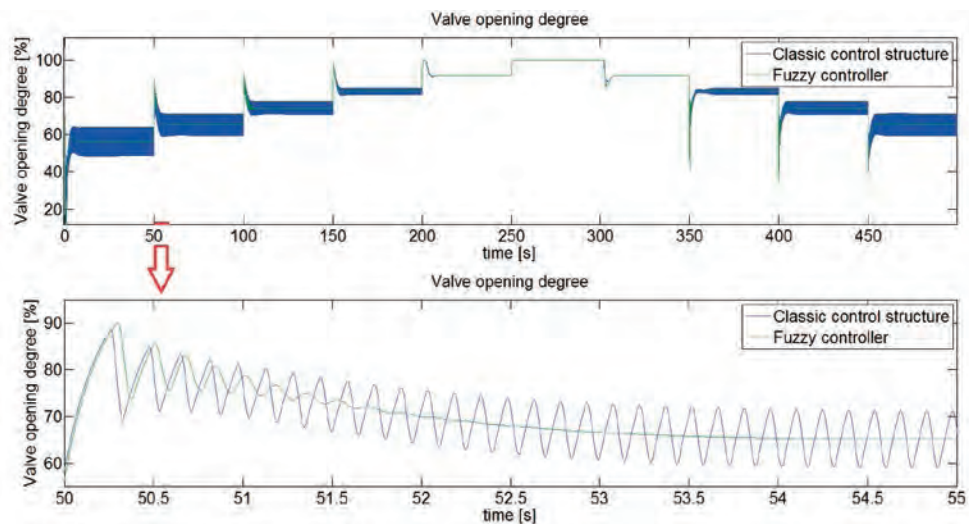 Valve opening degree
Valve opening degree [%]
100
80
60
40
20
Classic control structure
Fuzzy controller
0 50 100 150 200 250 300 350 400 450
time [s]
Valve opening degree
Valve opening degree [%]
90
80
70
60
Classic control structure
Fuzzy controller
50 50.5 51 51.5 52 52.5 53 53.5 54 54.5 55
time [s]